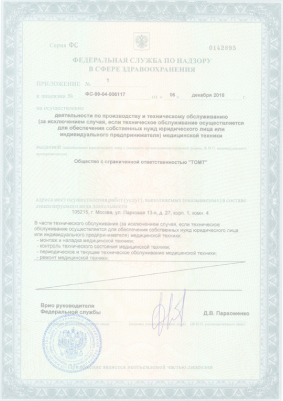 Серия ФС
0142993
ФЕДЕРАЛЬНАЯ СЛУЖБА ПО НАДЗОРУ
В СФЕРЕ ЗДРАВООХРАНЕНИЯ
ПРИЛОЖЕНИЕ № 1
к лицензии № ФС-99-04-006117 от « 06 » декабря 2018 г.
на осуществление
деятельности по производству и техническому обслуживанию
(за исключением случая, если техническое обслуживание осуществляется
для обеспечения собственных нужд юридического лица или
индивидуального предпринимателя) медицинской техники
Общество с ограниченной ответственностью "ТОМТ"
105275, г. Москва, ул. Парковая 13-я, д. 27, корп. 1, комн. 4
В части технического обслуживания (за исключением случая, если техническое
обслуживание осуществляется для обеспечения собственных нужд юридического лица
или индивидуального предпринимателя) медицинской техники:
- монтаж и наладка медицинской техники;
- контроль технического состояния медицинской техники;
- периодическое и текущее техническое обслуживание медицинской техники;
- ремонт медицинской техники.
Врио руководителя
Федеральной службы
Д.В. Пархоменко